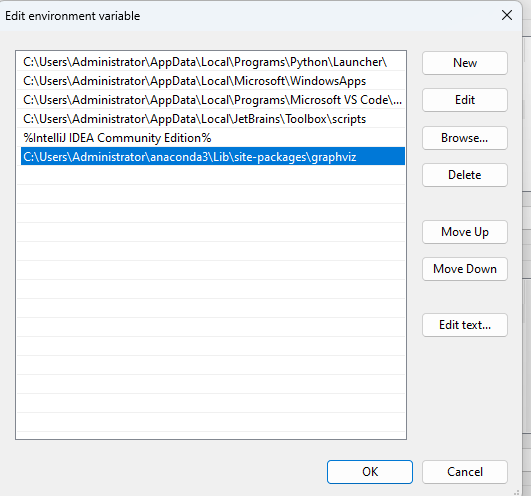 Edit environment variable
C:\Users\Administrator\AppData\Local\Programs\Python\Launcher\
C:\Users\Administrator\AppData\Local\Microsoft\WindowsApps
C:\Users\Administrator\AppData\Local\Programs\Microsoft VS Code\...
C:\Users\Administrator\AppData\Local\JetBrains\Toolbox\scripts
%IntelliJ IDEA Community Edition%
C:\Users\Administrator\anaconda3\Lib\site-packages\graphviz
New
Edit
Browse...
Delete
Move Up
Move Down
Edit text...
OK
Cancel